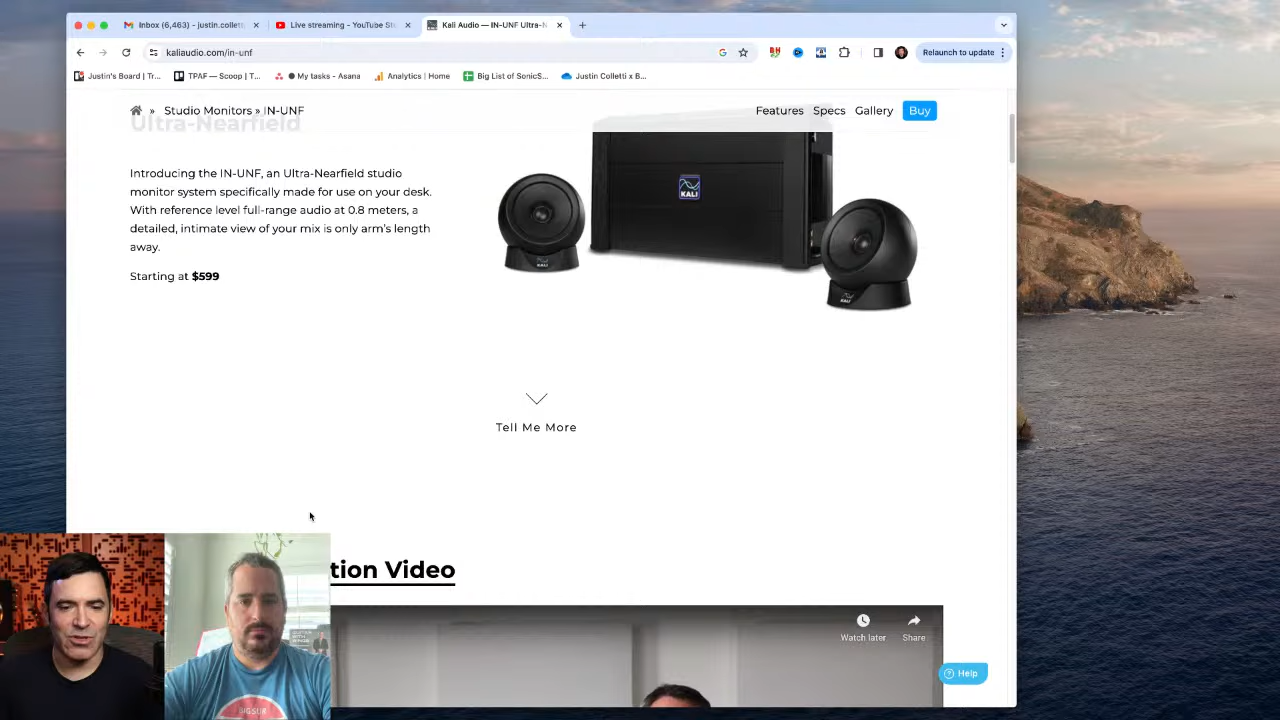 Inbox (6,463) - justin.collett
Live streaming - YouTube St
Kali Audio — IN-UNF Ultra-N
kaliaudio.com/in-unf
Relaunch to update
Justin's Board | Tr...
TPAF — Scoop | T...
My tasks - Asana
Analytics | Home
Big List of SonicS...
Justin Colletti x B...
» Studio Monitors » IN-UNF
Features
Specs
Gallery
Buy
Ultra-Nearfield
Introducing the IN-UNF, an Ultra-Nearfield studio
monitor system specifically made for use on your desk.
With reference level full-range audio at 0.8 meters, a
detailed, intimate view of your mix is only arm's length
away.
Starting at $599
KALI
KALI
KALI
Tell Me More
tion Video
Watch later
Share
Help
BIG SUR